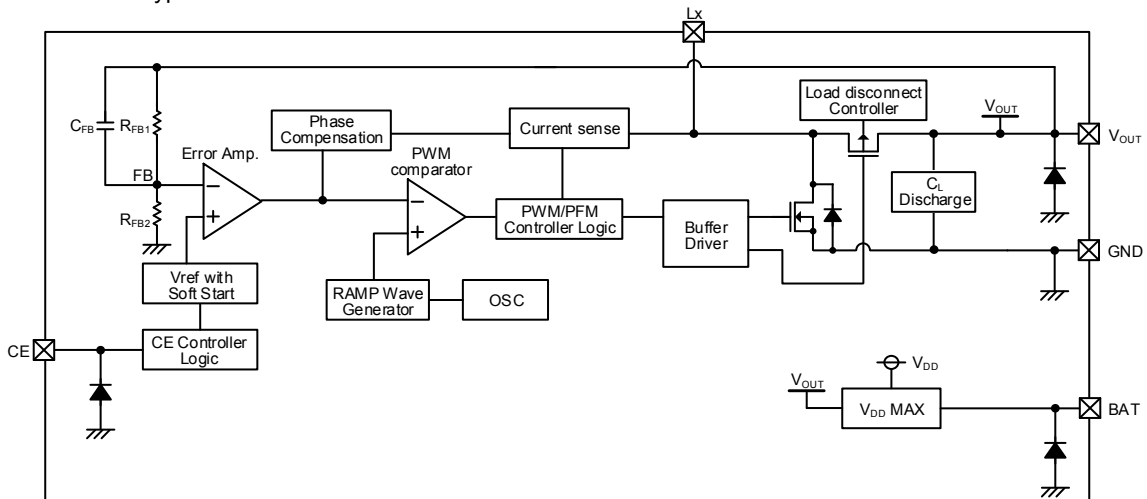 Lx
Load disconnect
Controller
VOUT
VOUT
CFB
RFB1
Phase
Compensation
Current sense
Error Amp.
PWM
comparator
FB
RFB2
CL
Discharge
PWM/PFM
Controller Logic
Buffer
Driver
GND
Vref with
Soft Start
RAMP Wave
Generator
OSC
CE
CE Controller
Logic
VDD
VOUT
VDD MAX
BAT